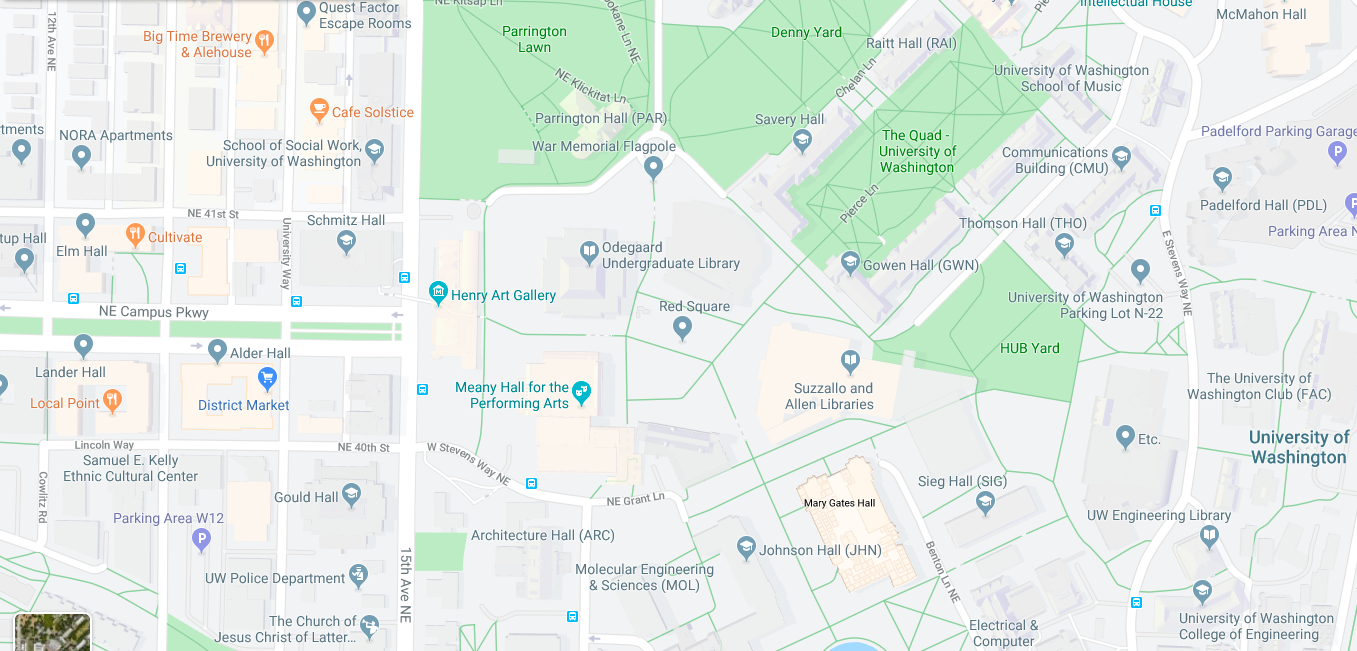 12th Ave NE
Quest Factor
Escape Rooms
NE Kitsap Ln
Spokane Ln NE
Intellectual House
McMahon Hall
Big Time Brewery
& Alehouse
Parrington
Lawn
Denny Yard
Raitt Hall (RAI)
University of Washington
School of Music
NE Klickitat Ln
Chelan Ln
Cafe Solstice
Parrington Hall (PAR)
Savery Hall
The Quad -
University of
Washington
Padelford Parking Garage
P
tments
NORA Apartments
School of Social Work,
University of Washington
War Memorial Flagpole
Communications
Building (CMU)
Pierce Ln
NE 41st St
University Way
Schmitz Hall
Thomson Hall (THO)
Padelford Hall (PDL)
P
Parking Area N
tup Hall
Elm Hall
Cultivate
Odegaard
Undergraduate Library
Gowen Hall (GWN)
E Stevens Way NE
Henry Art Gallery
Red Square
University of Washington
Parking Lot N-22
NE Campus Pkwy
HUB Yard
Lander Hall
Alder Hall
Local Point
District Market
Meany Hall for the
Performing Arts
Suzzallo and
Allen Libraries
The University of
Washington Club (FAC)
Etc.
University of
Washington
Lincoln Way
NE 40th St
W Stevens Way NE
Samuel E. Kelly
Ethnic Cultural Center
Cowlitz Rd
Gould Hall
NE Grant Ln
Mary Gates Hall
Sieg Hall (SIG)
Parking Area W12
P
UW Engineering Library
Architecture Hall (ARC)
Johnson Hall (JHN)
15th Ave NE
Benton Ln NE
UW Police Department
Molecular Engineering
& Sciences (MOL)
The Church of
Jesus Christ of Latter...
Electrical &
Computer
University of Washington
College of Engineering